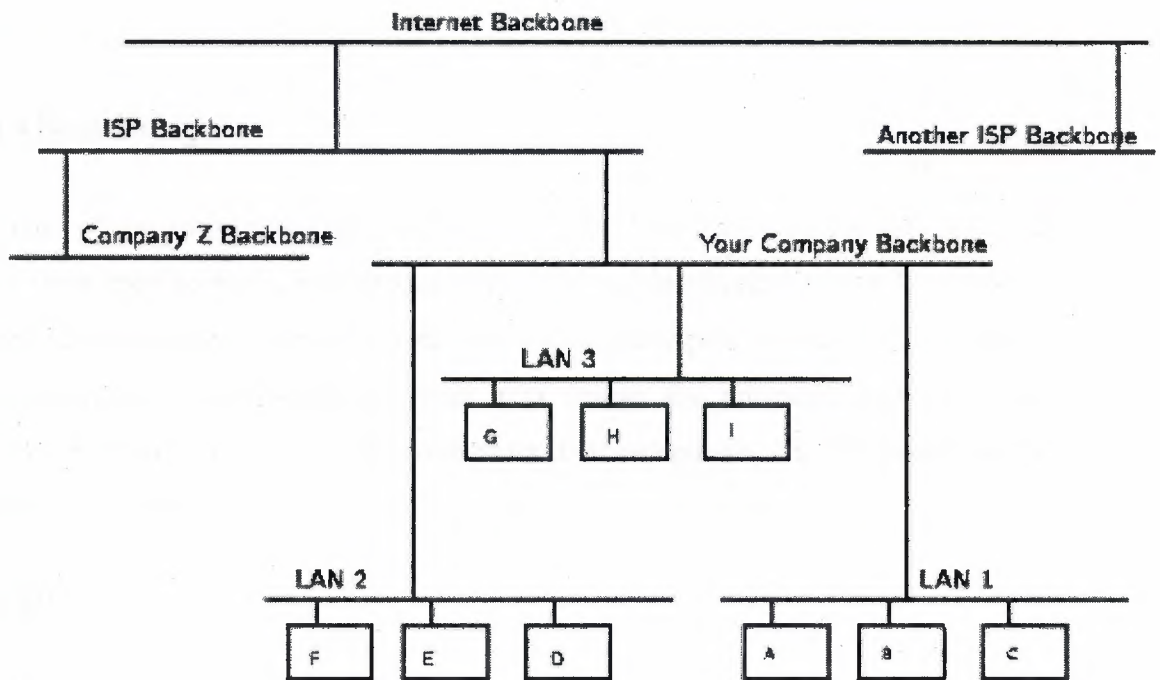 Internet Backbone
ISP Backbone
Another ISP Backbone
Company Z Backbone
Your Company Backbone
LAN 3
G H I
LAN 2
LAN 1
F E D A B C